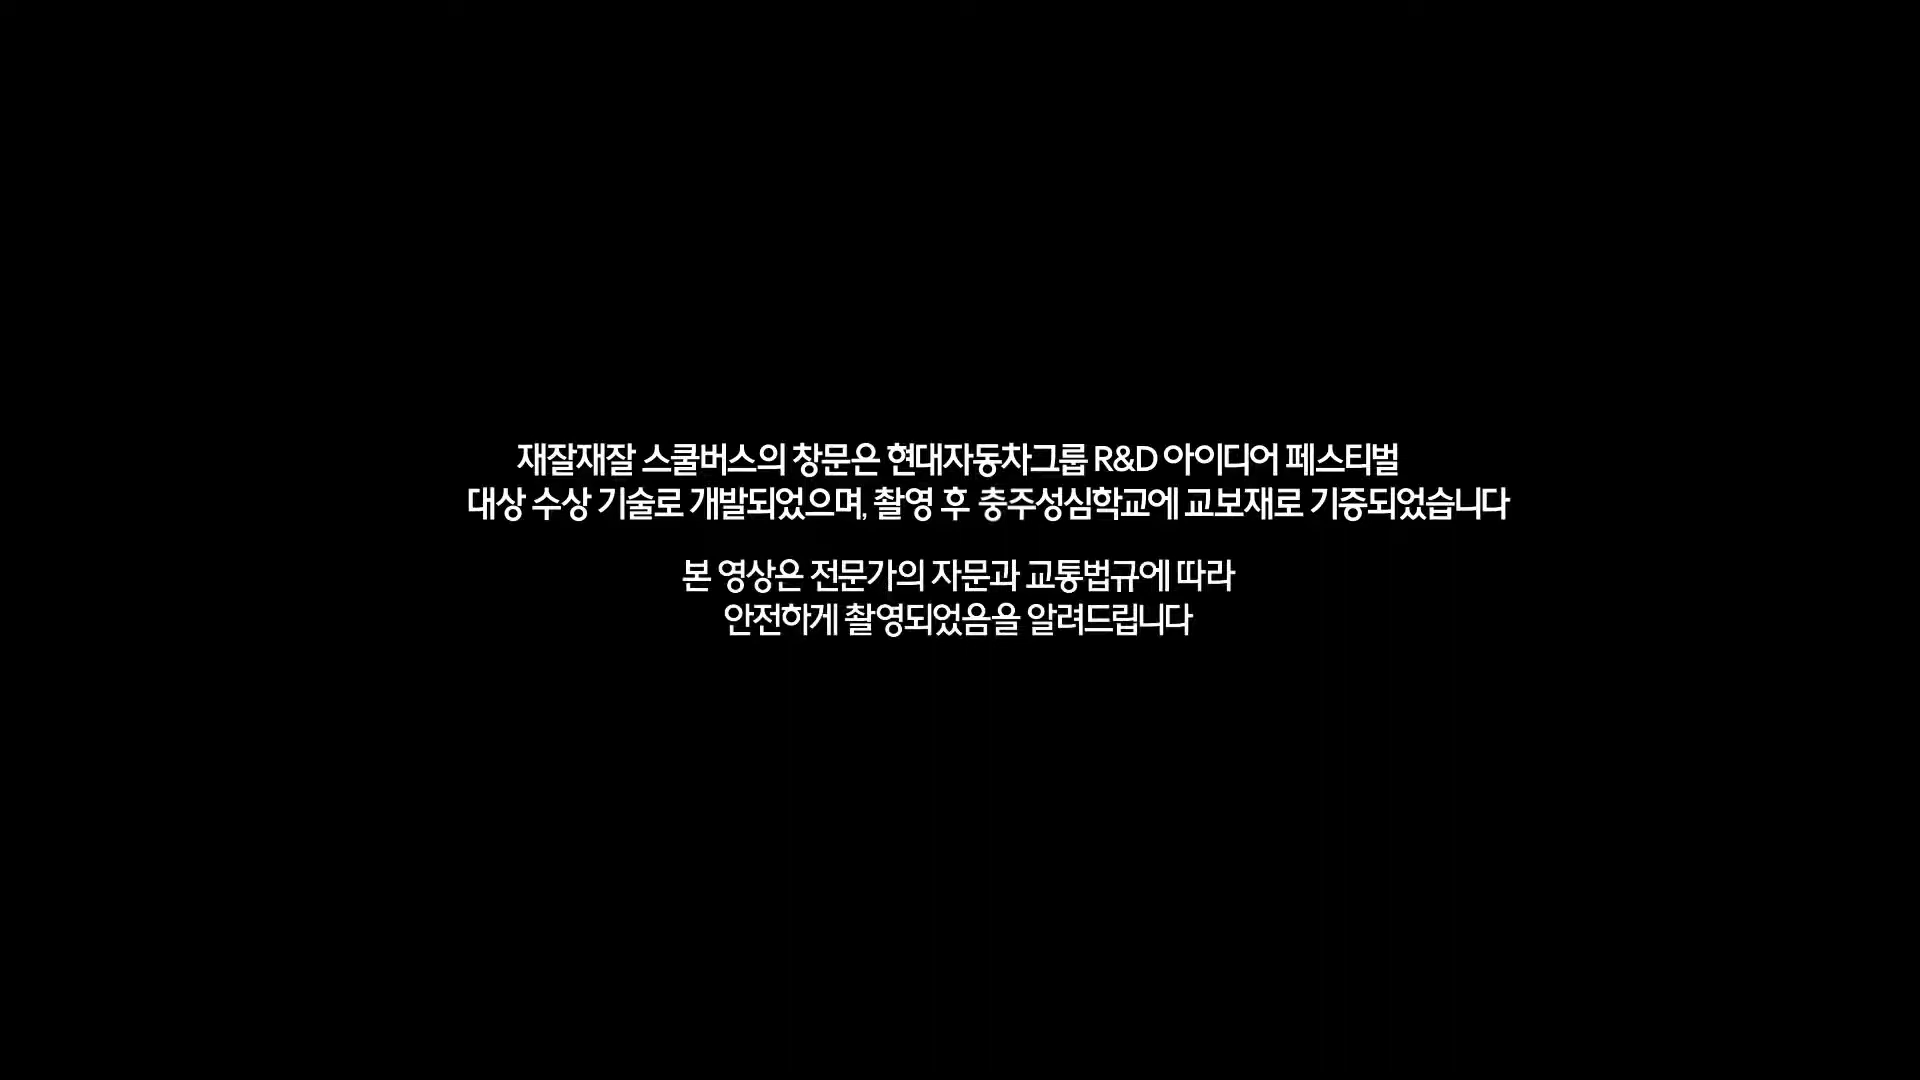 재잘재잘 스쿨버스의 창문은 현대자동차그룹 R&D 아이디어 페스티벌
대상 수상 기술로 개발되었으며, 촬영 후 충주성심학교에 교보재로 기증되었습니다
본 영상은 전문가의 자문과 교통법규에 따라
안전하게 촬영되었음을 알려드립니다